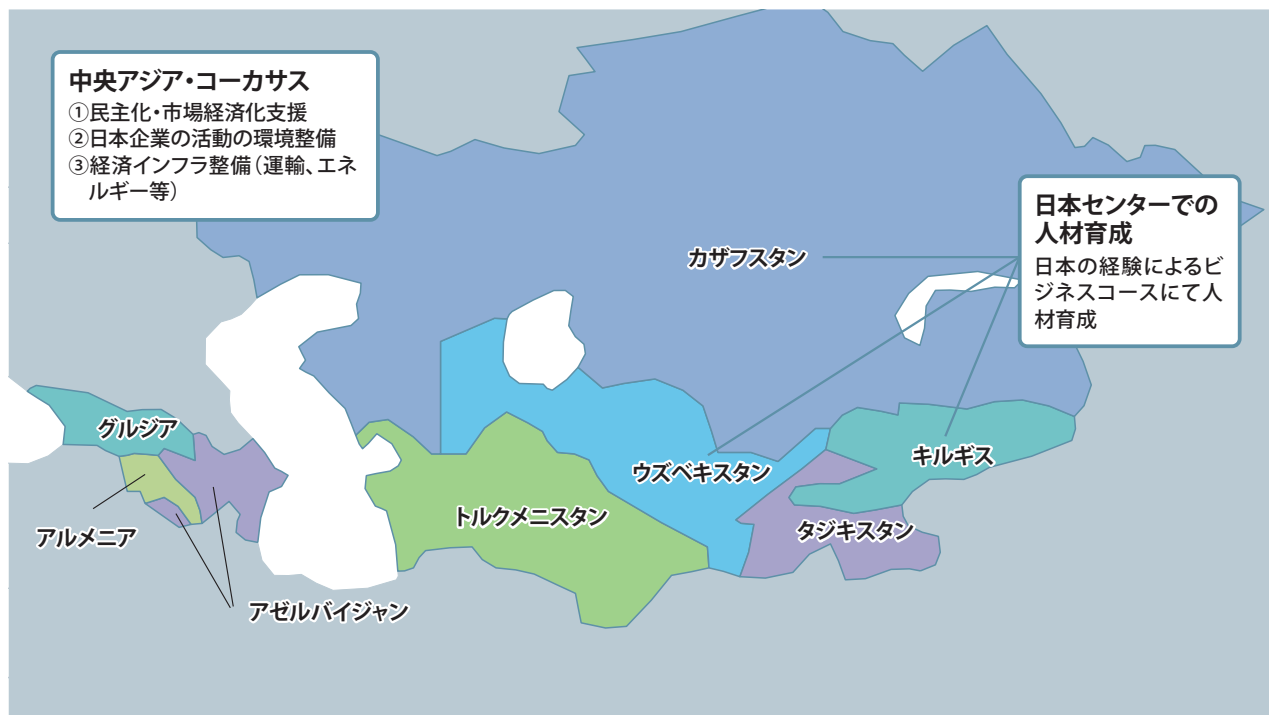 中央アジア・コーカサス
①民主化・市場経済化支援
②日本企業の活動の環境整備
③経済インフラ整備(運輸、エネ
ルギー等)
日本センターでの
人材育成
日本の経験によるビ
ジネスコースにて人
材育成
カザフスタン
グルジア
ウズベキスタン
キルギス
アルメニア
トルクメニスタン
タジキスタン
アゼルバイジャン